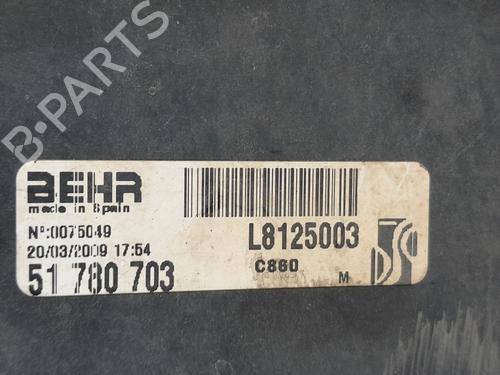 B-PARTS
BEHR
made in Spain
Nº:0075049
20/03/2009 17:54
51 780 703
L8125003
C860
M